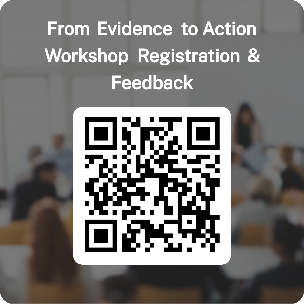 From Evidence to Action
Workshop Registration &
Feedback